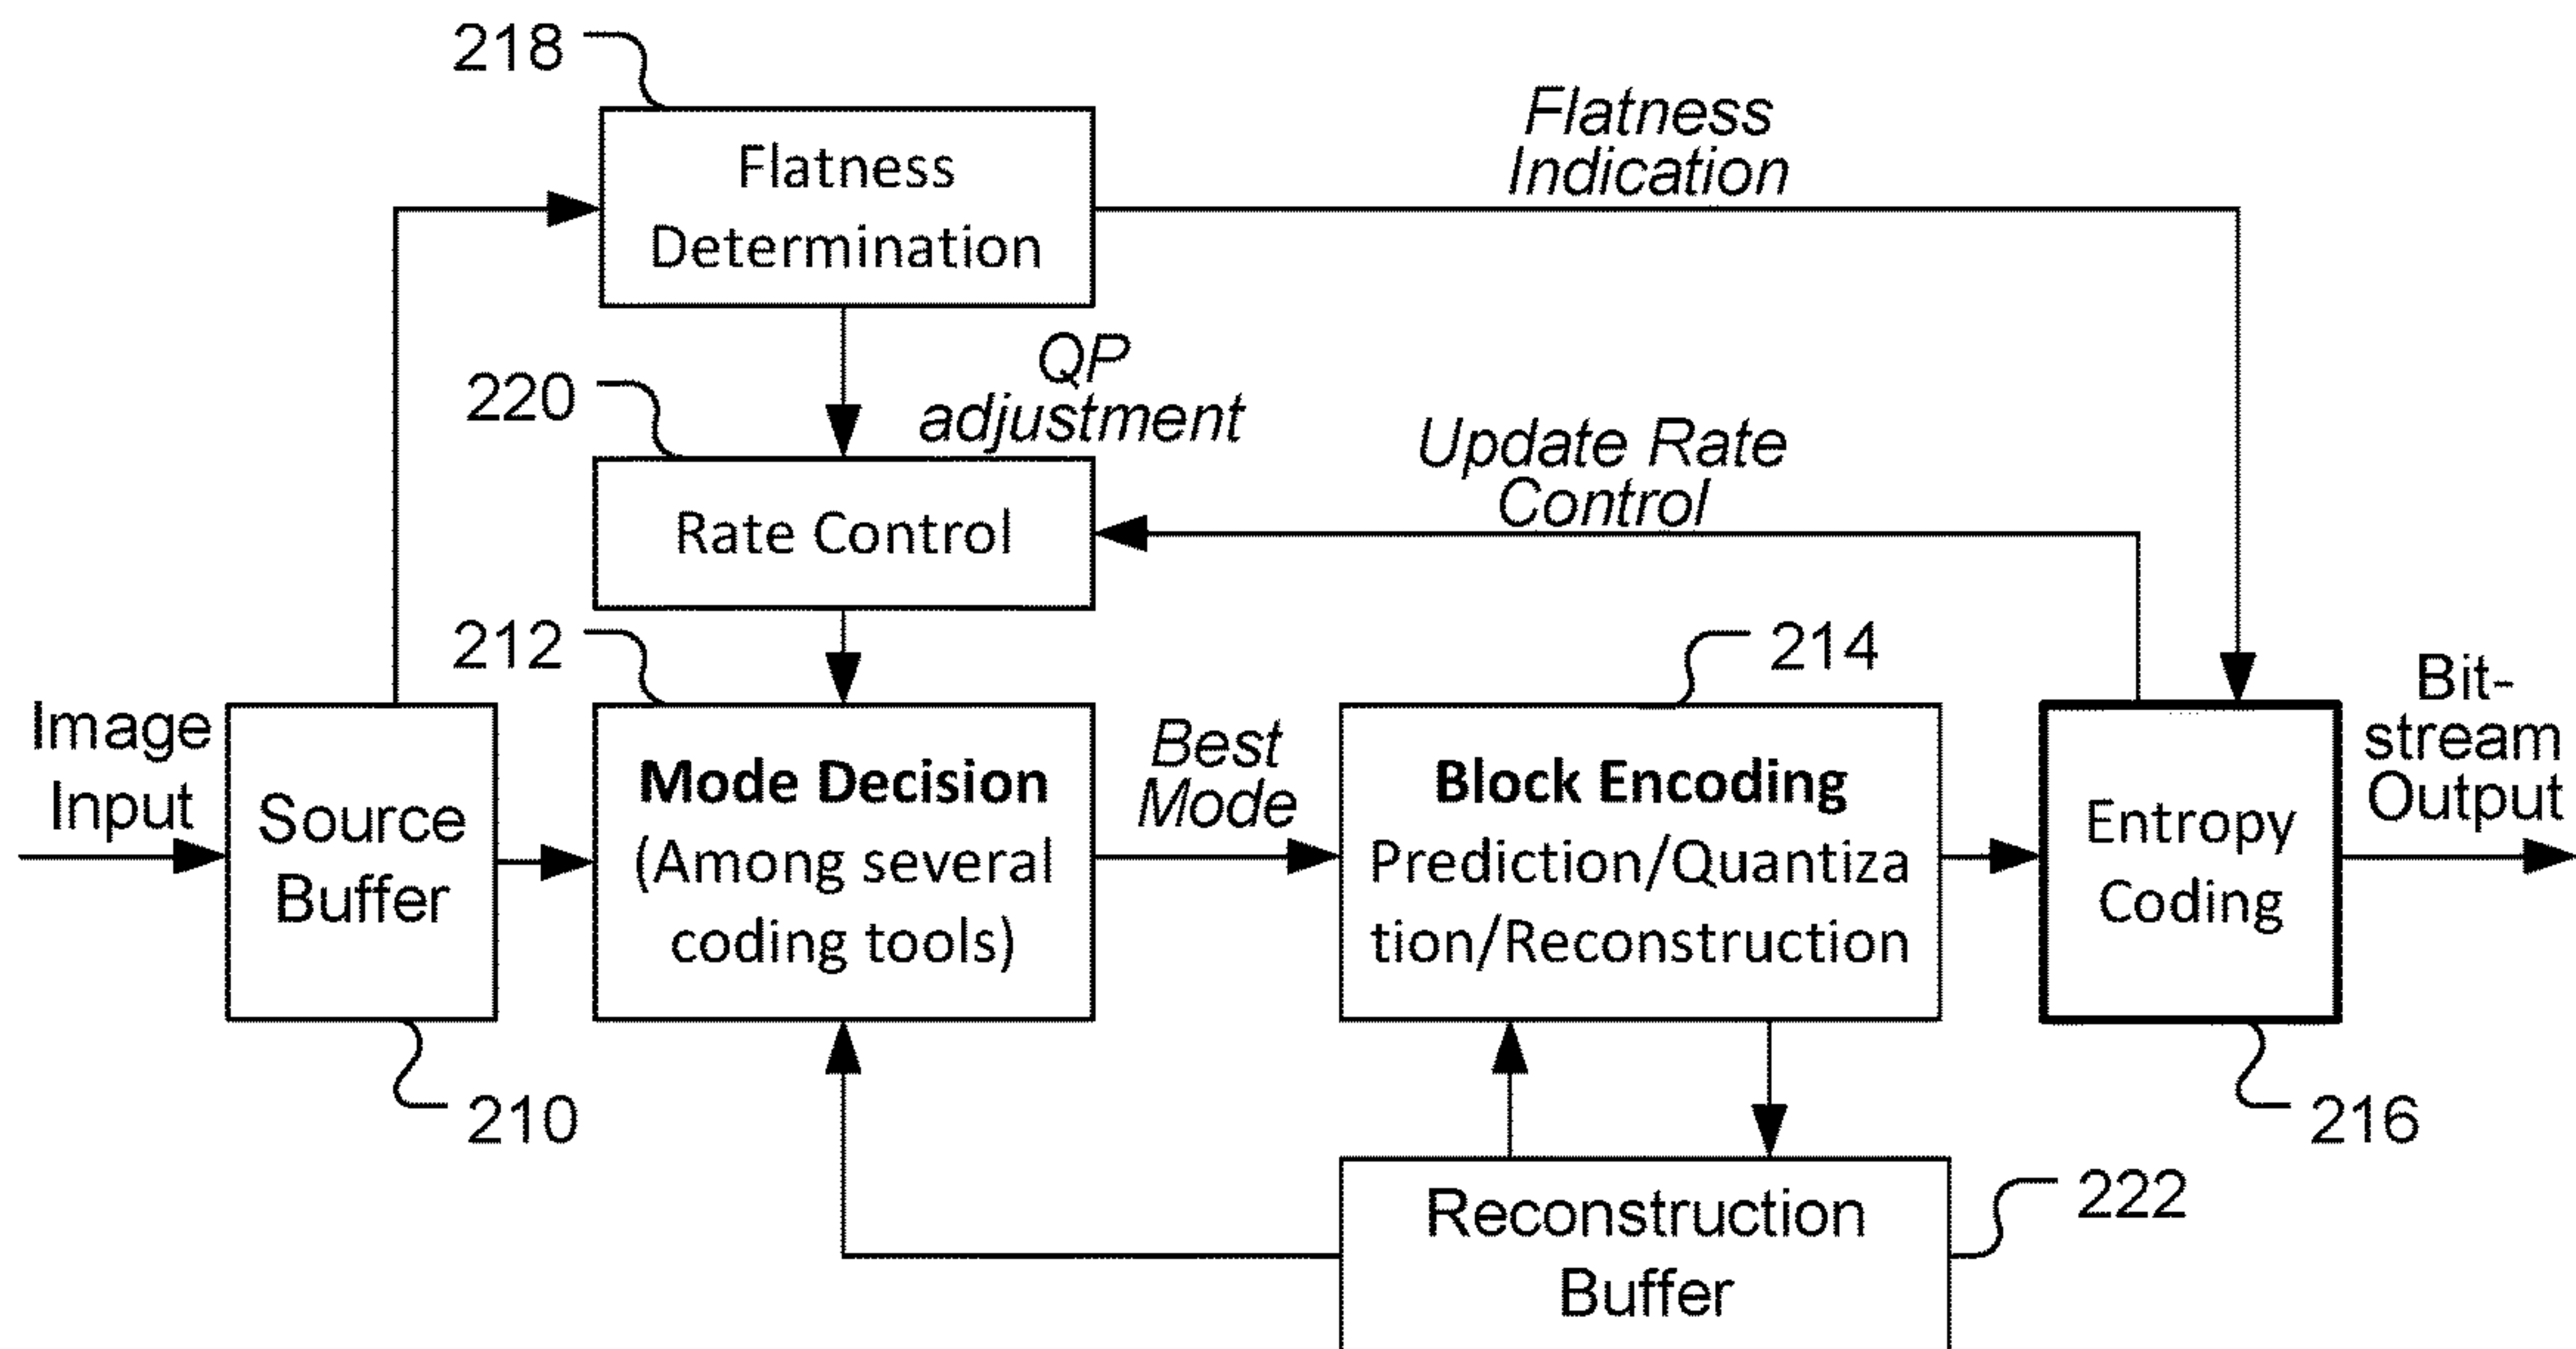 218
Flatness
Determination
Flatness
Indication
QP
adjustment
220
Rate Control
Update Rate
Control
212
214
Image
Input
Source
Buffer
210
Mode Decision
(Among several
coding tools)
Best
Mode
Block Encoding
Prediction/Quantiza
tion/Reconstruction
Entropy
Coding
216
Bit-
stream
Output
Reconstruction
Buffer
222